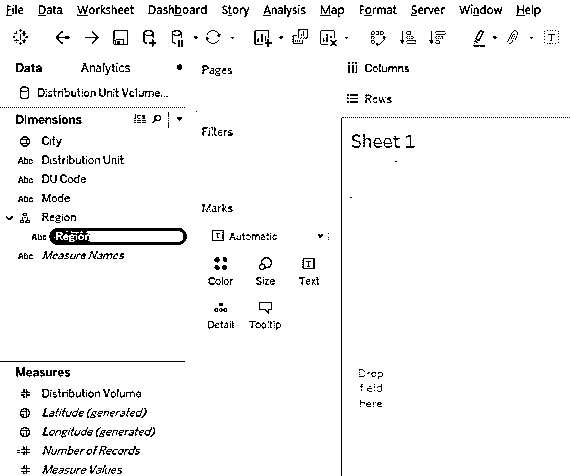 File Data Worksheet Dashboard Story Analysis Map Format Server Window Help
Data Analytics
Pages
Columns
Distribution Unit Volume...
Rows
Dimensions
Filters
Sheet 1
City
Abc Distribution Unit
Abc DU Code
Abc Mode
Marks
Region
Abc Region
Automatic
Abc Measure Names
Color Size Text
Detail Tooltip
Measures
Drop
field
here
Distribution Volume
Latitude (generated)
Longitude (generated)
Number of Records
Measure Values